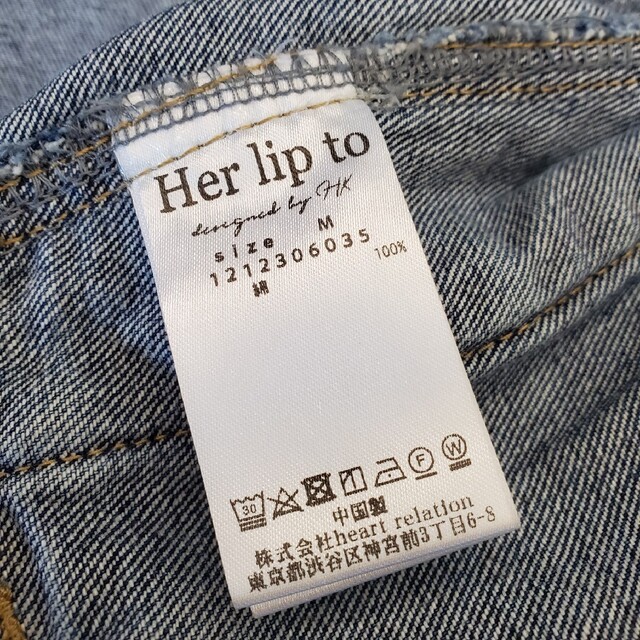 Her lip to
designed by HK
size M
1212306035
綿 100%
30 F W
中国製
株式会社heart relation
東京都渋谷区神宮前3丁目6-8